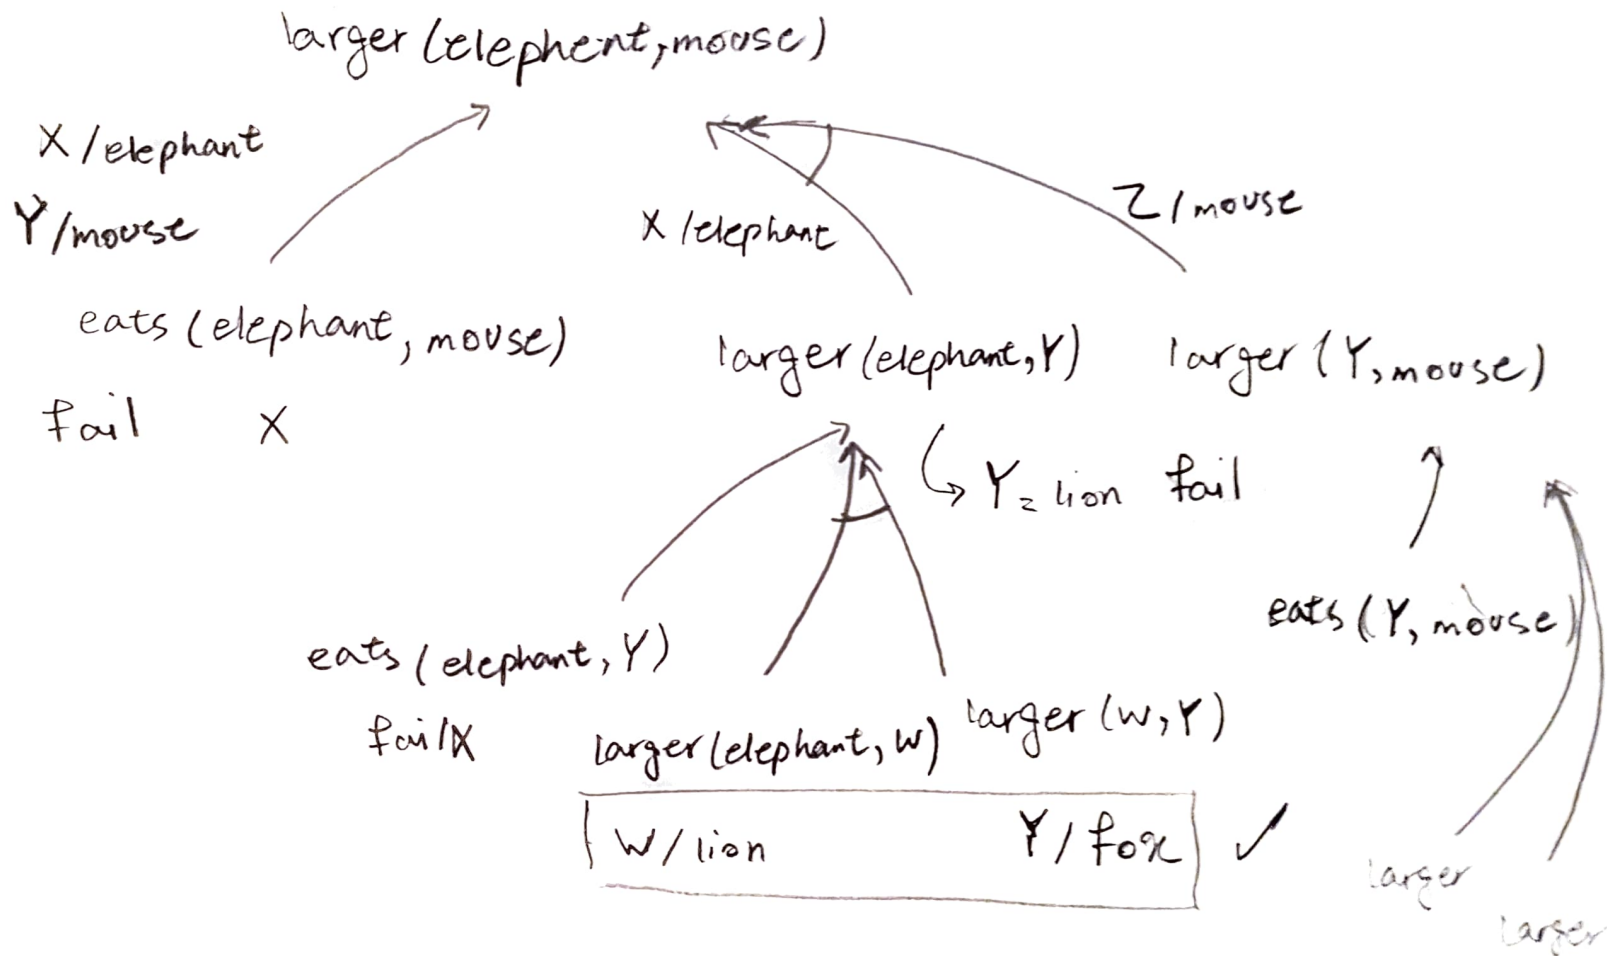 larger (elephent, mouse)
X /elephant
Y /mouse
X /elephant
Z / mouse
eats (elephant, mouse)
fail X
larger (elephant, Y)
larger (Y, mouse)
Y = lion fail
eats (elephant, Y)
fail X
larger (elephant, W)
larger (W, Y)
W / lion
Y / fox
eats (Y, mouse)
larger
larger